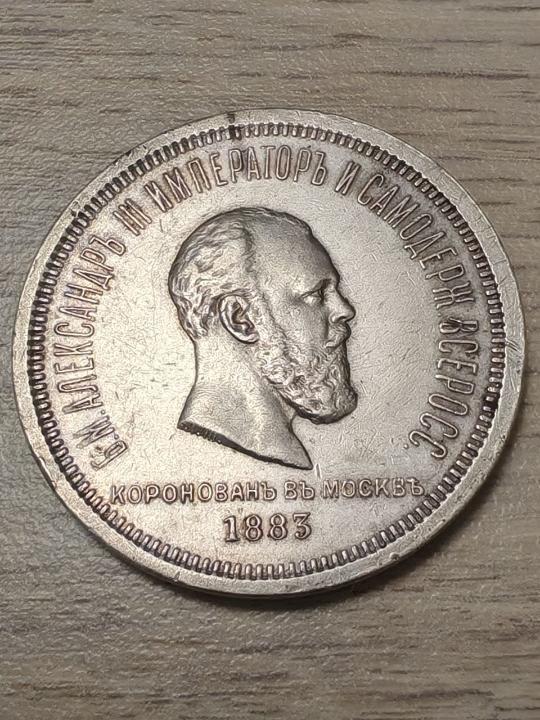 Б. М. АЛЕКСАНДРЪ III ИМПЕРАТОРЪ И САМОДЕРЖ ВСЕРОСС.
КОРОНОВАНЪ ВЪ МОСКВѢ
1883